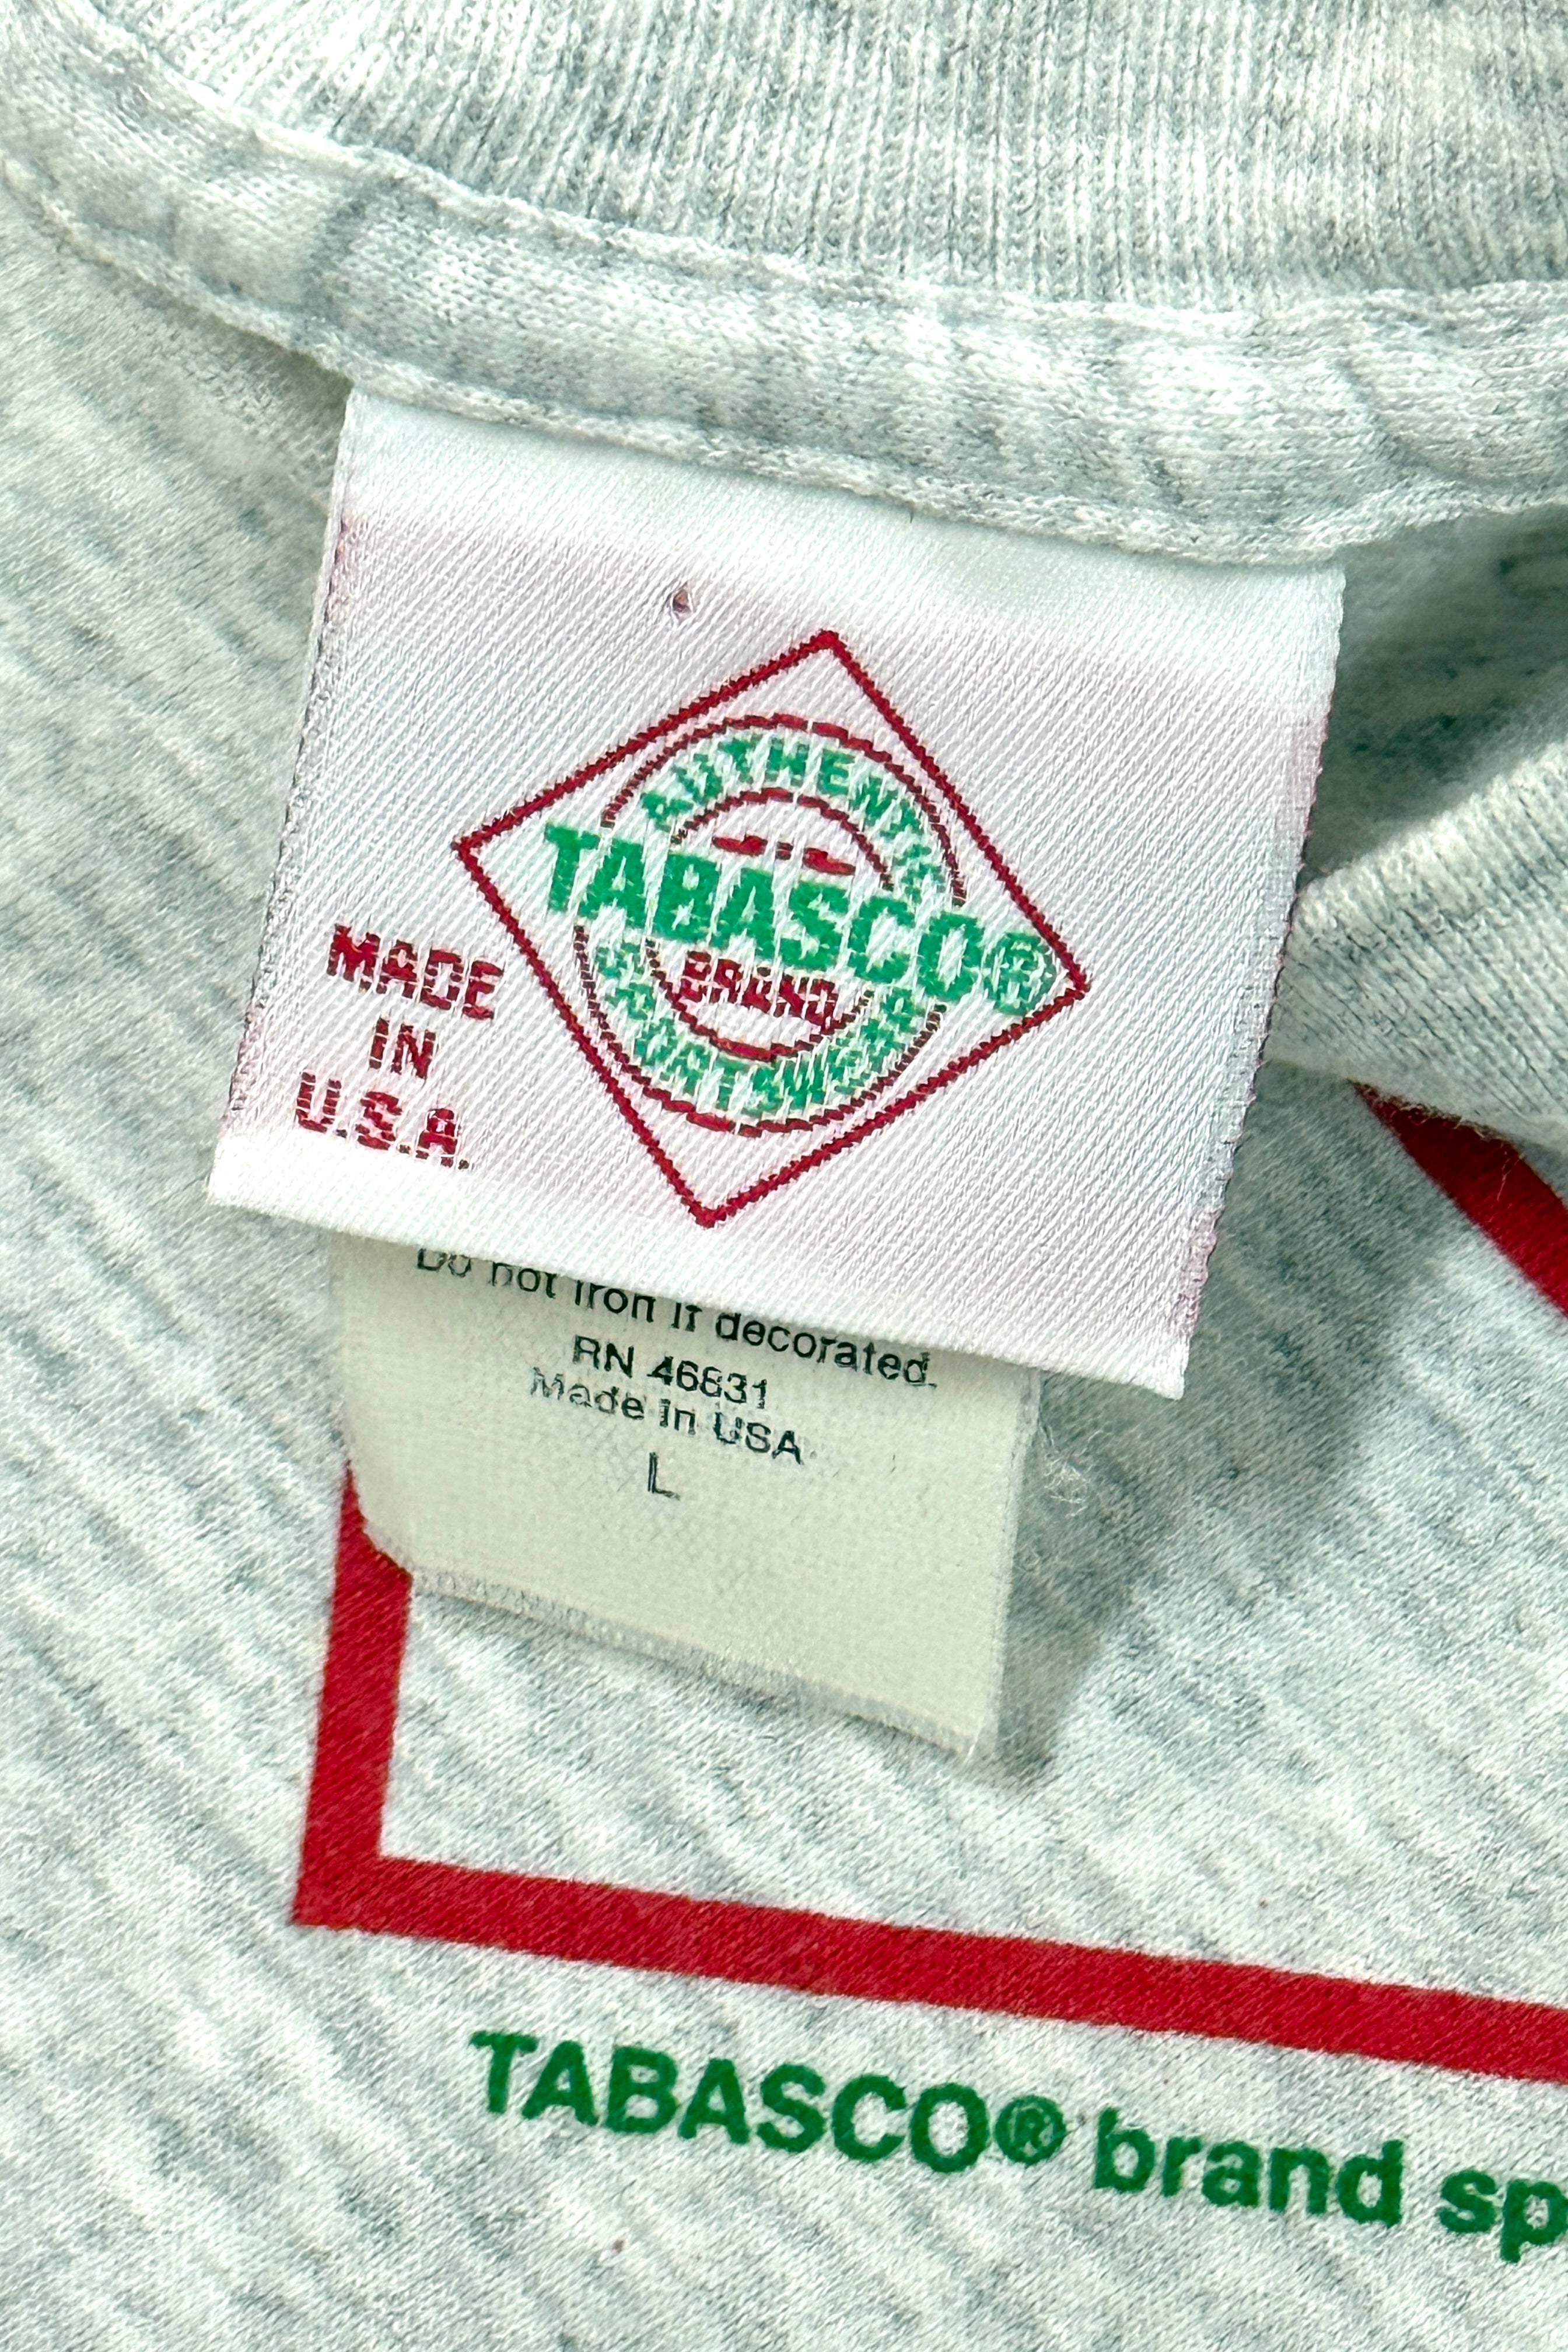 AUTHENTIC
TABASCO®
BRAND
SPORTSWEAR
MADE
IN
U.S.A.
Do not iron if decorated.
RN 46831
Made in USA
L
TABASCO® brand sp